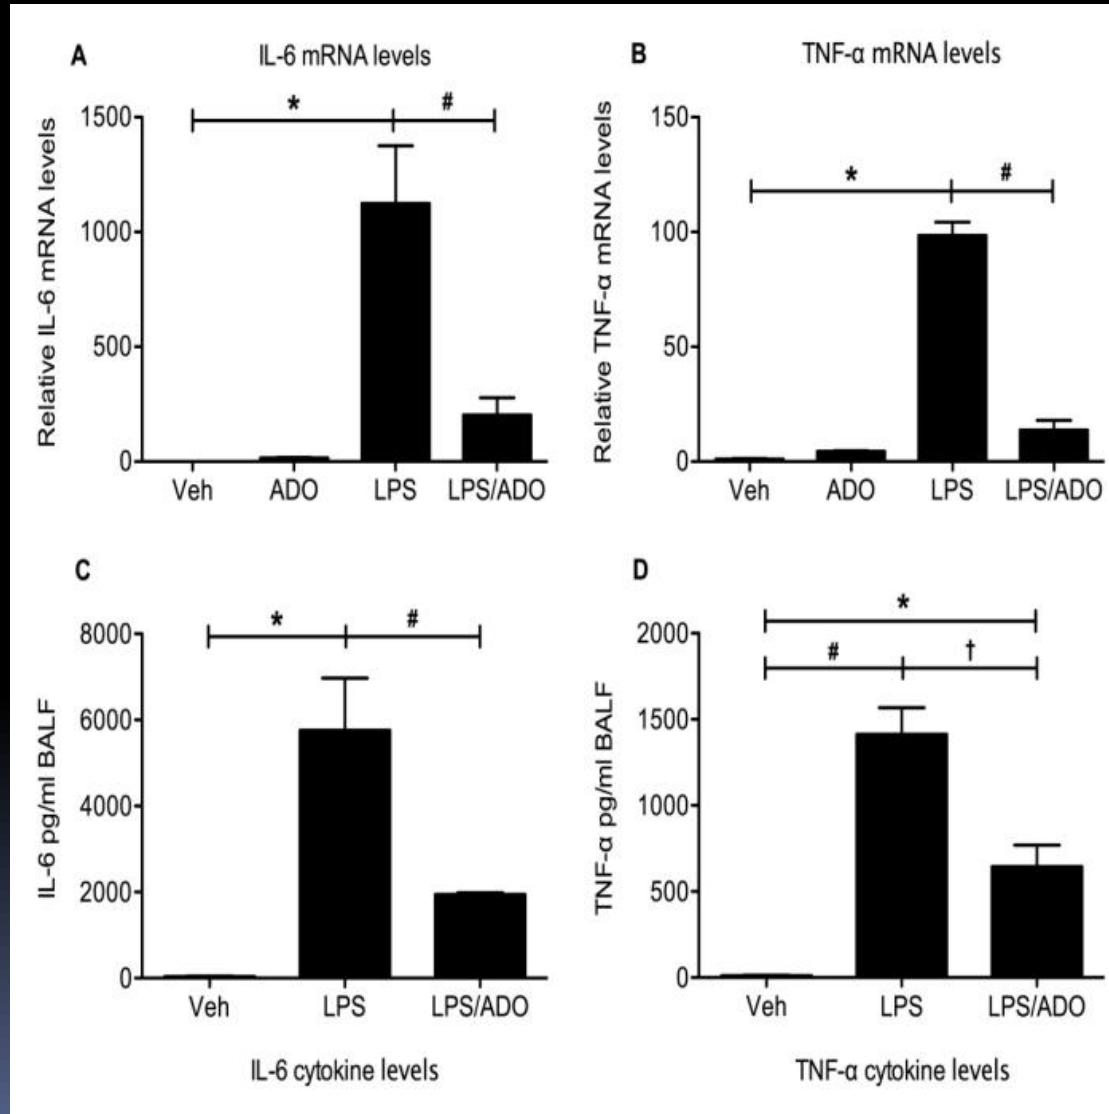 A
IL-6 mRNA levels
Relative IL-6 mRNA levels
1500
1000
500
0
* #
Veh ADO LPS LPS/ADO
B
TNF-α mRNA levels
Relative TNF-α mRNA levels
150
100
50
0
* #
Veh ADO LPS LPS/ADO
C
IL-6 pg/ml BALF
8000
6000
4000
2000
0
* #
Veh LPS LPS/ADO
IL-6 cytokine levels
D
TNF-α pg/ml BALF
2000
1500
1000
500
0
*
# †
Veh LPS LPS/ADO
TNF-α cytokine levels